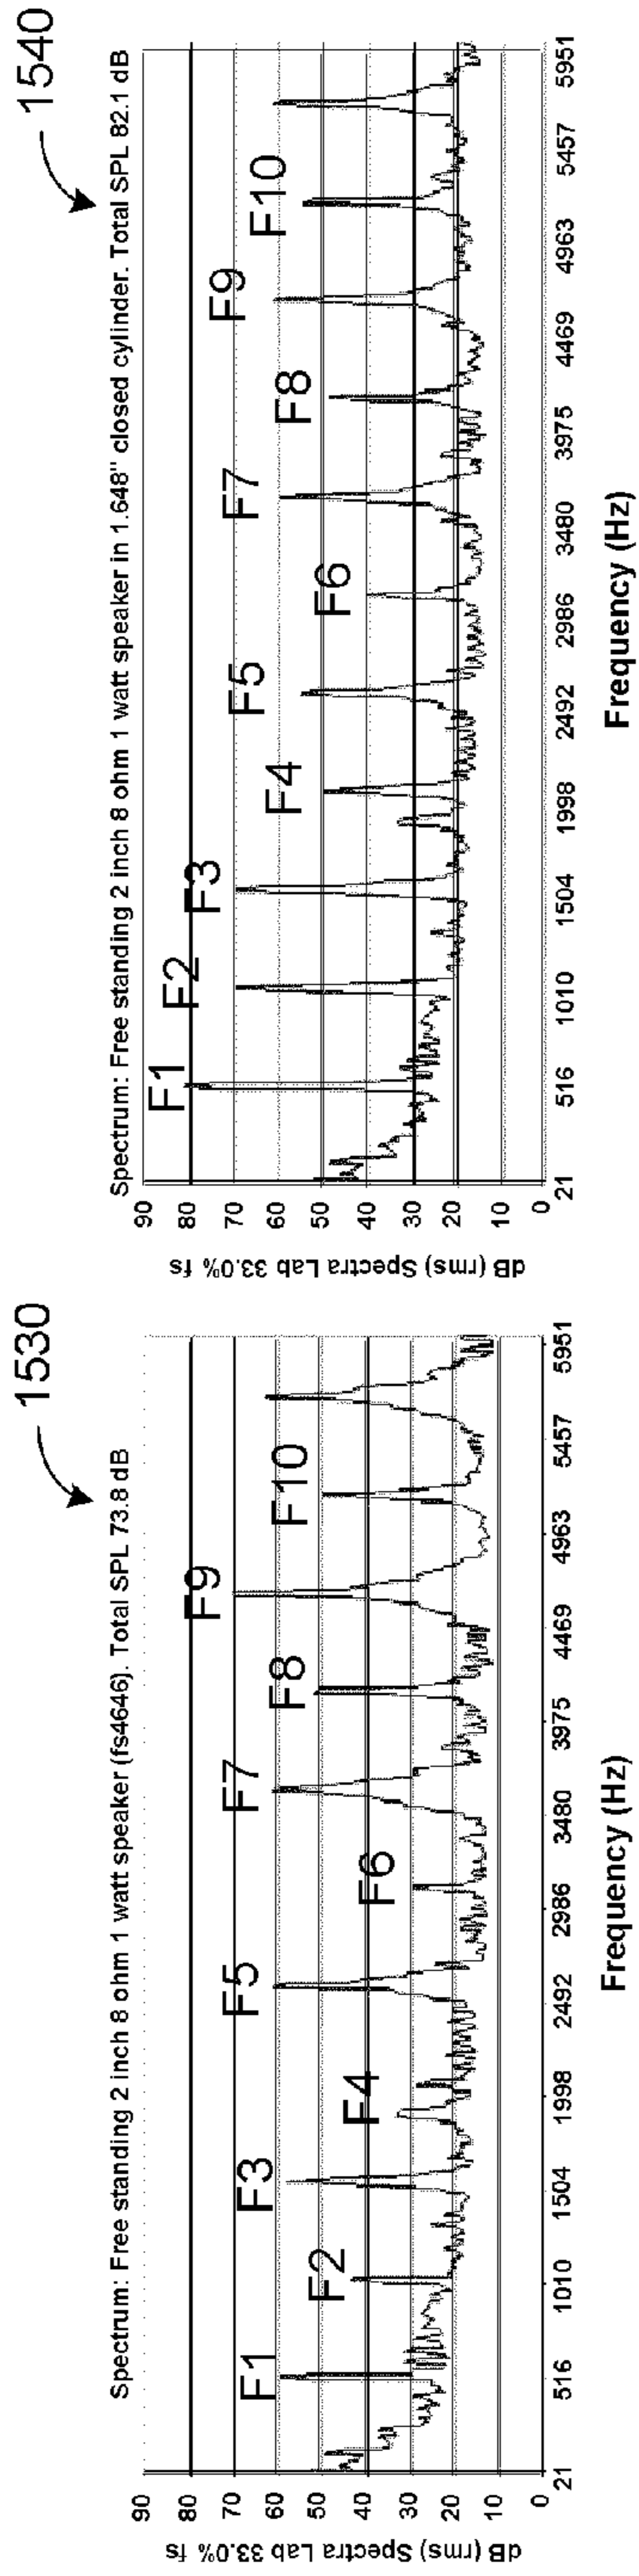 1530
Spectrum: Free standing 2 inch 8 ohm 1 watt speaker (fs4646). Total SPL 73.8 dB
dB (rms) Spectra Lab 33.0% fs
90
80
70
60
50
40
30
20
10
0
F1
F2
F3
F4
F5
F6
F7
F8
F9
F10
21 516 1010 1504 1998 2492 2986 3480 3975 4469 4963 5457 5951
Frequency (Hz)
1540
Spectrum: Free standing 2 inch 8 ohm 1 watt speaker in 1.648" closed cylinder. Total SPL 82.1 dB
dB (rms) Spectra Lab 33.0% fs
90
80
70
60
50
40
30
20
10
0
F1
F2
F3
F4
F5
F6
F7
F8
F9
F10
21 516 1010 1504 1998 2492 2986 3480 3975 4469 4963 5457 5951
Frequency (Hz)